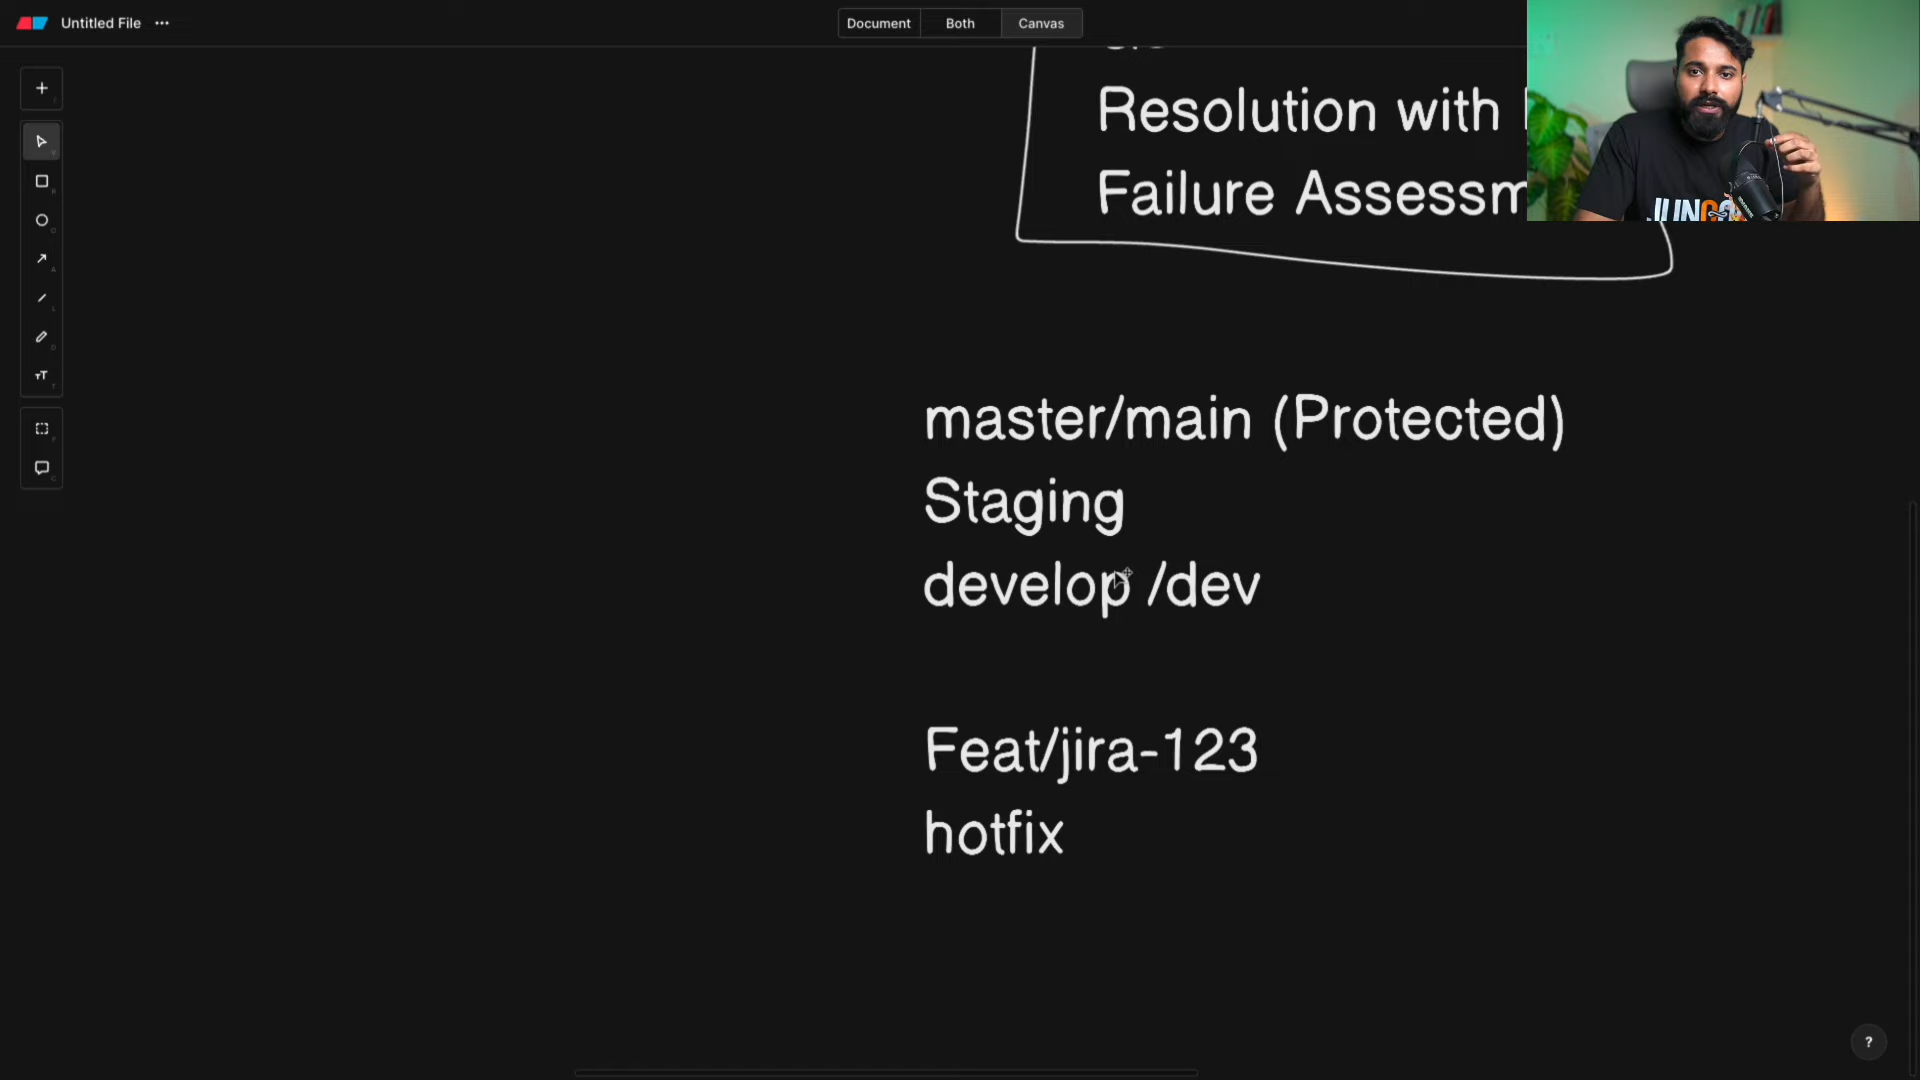 Untitled File
Document
Both
Canvas
Resolution with
Failure Assessm
master/main (Protected)
Staging
develop /dev
Feat/jira-123
hotfix
?